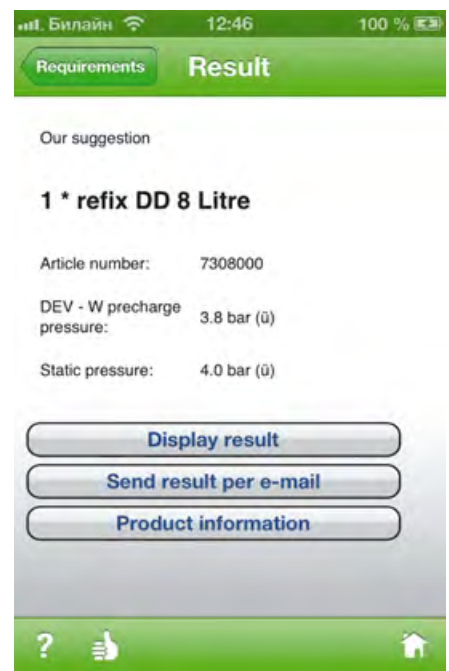 Билайн 12:46 100 %
Requirements Result
Our suggestion
1 * refix DD 8 Litre
Article number: 7308000
DEV - W precharge
pressure: 3.8 bar (ü)
Static pressure: 4.0 bar (ü)
Display result
Send result per e-mail
Product information
?